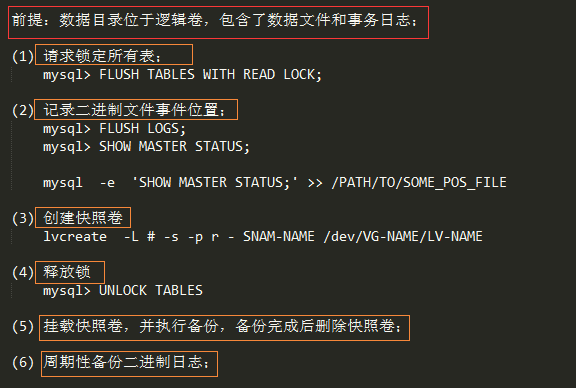 前提：数据目录位于逻辑卷，包含了数据文件和事务日志；
(1) 请求锁定所有表；
mysql> FLUSH TABLES WITH READ LOCK;
(2) 记录二进制文件事件位置；
mysql> FLUSH LOGS;
mysql> SHOW MASTER STATUS;
mysql  -e  'SHOW MASTER STATUS;' >> /PATH/TO/SOME_POS_FILE
(3) 创建快照卷
lvcreate  -L # -s -p r - SNAM-NAME /dev/VG-NAME/LV-NAME
(4) 释放锁
mysql> UNLOCK TABLES
(5) 挂载快照卷，并执行备份，备份完成后删除快照卷；
(6) 周期性备份二进制日志；